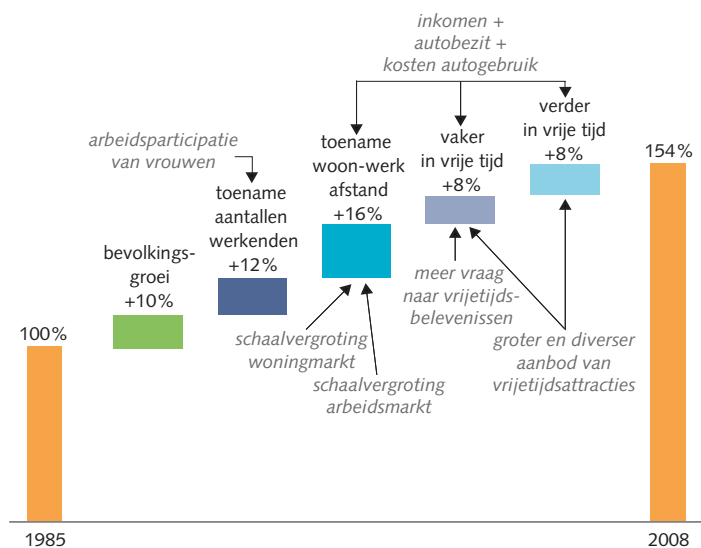 inkomen +
autobezit +
kosten autogebruik
arbeidsparticipatie
van vrouwen
100%
1985
bevolkings-
groei
+10%
toename
aantallen
werkenden
+12%
toename
woon-werk
afstand
+16%
vaker
in vrije tijd
+8%
verder
in vrije tijd
+8%
154%
2008
schaalvergroting
woningmarkt
schaalvergroting
arbeidsmarkt
meer vraag
naar vrijetijds-
belevenissen
groter en diverser
aanbod van
vrijetijdsattracties